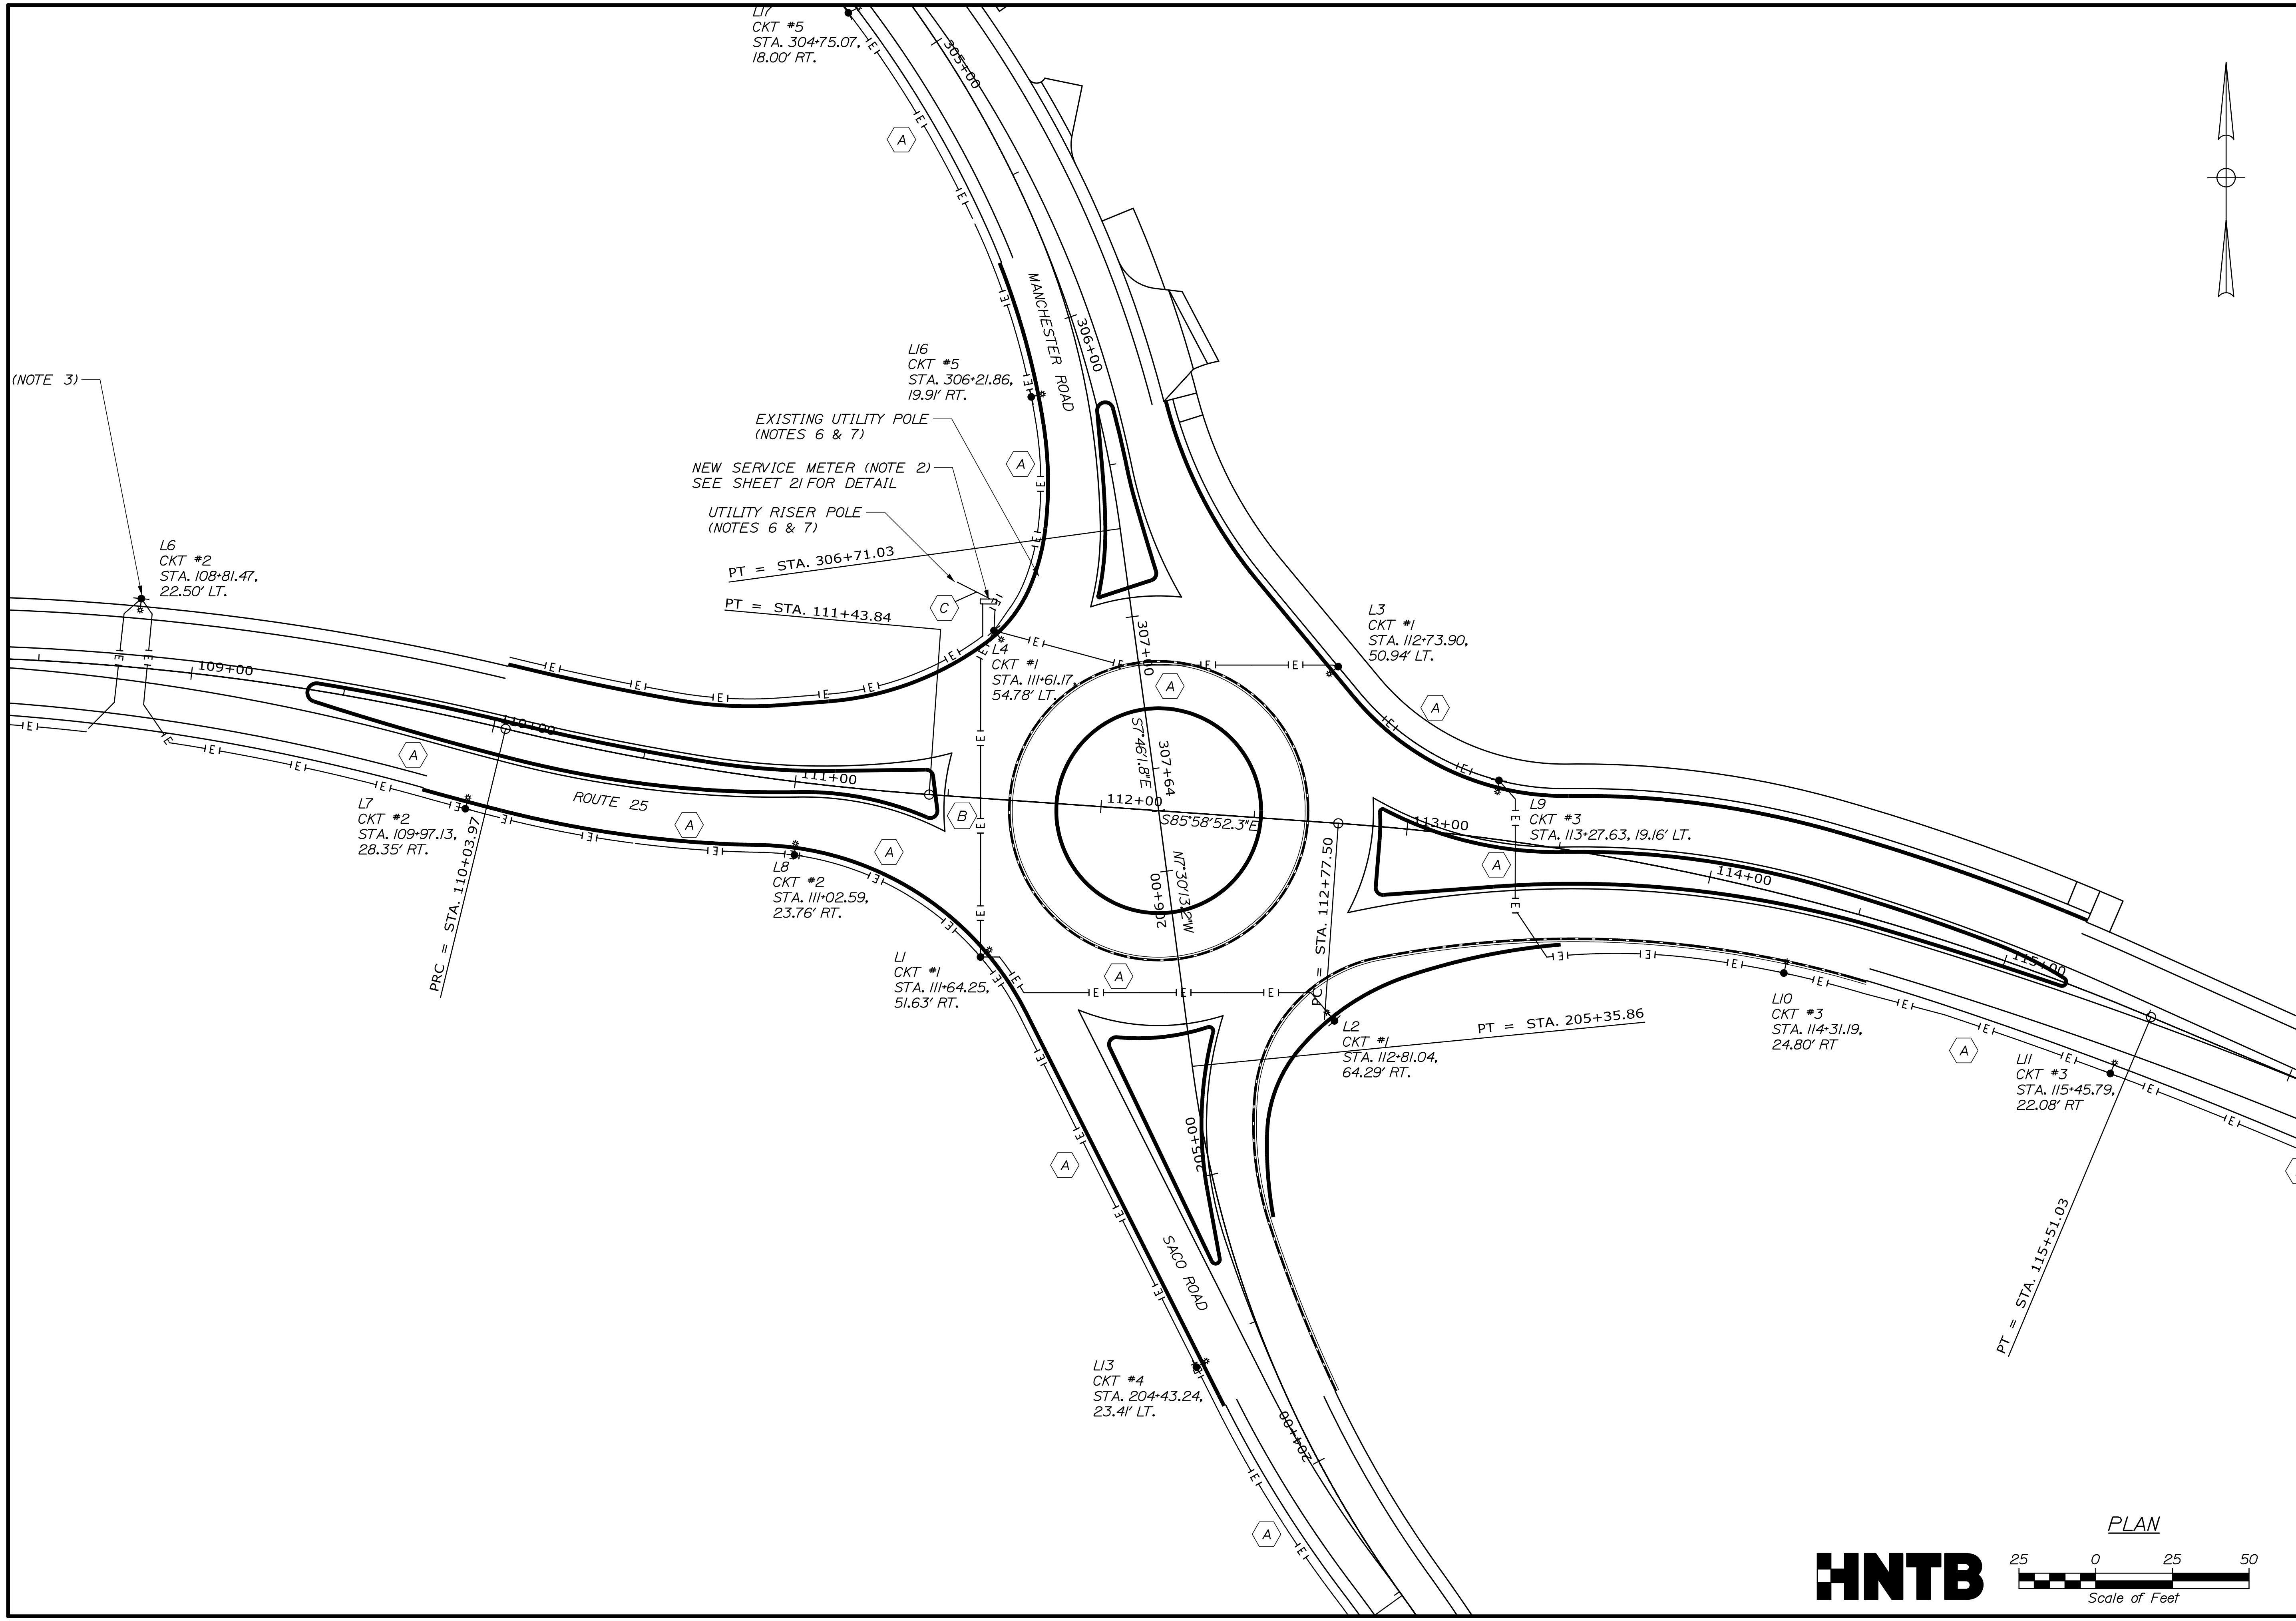 L17
CKT #5
STA. 304+75.07,
18.00' RT.
305+00
A
E
MANCHESTER ROAD
306+00
L16
CKT #5
STA. 306+21.86,
19.91' RT.
(NOTE 3)
EXISTING UTILITY POLE
(NOTES 6 & 7)
NEW SERVICE METER (NOTE 2)
SEE SHEET 21 FOR DETAIL
UTILITY RISER POLE
(NOTES 6 & 7)
A
PT = STA. 306+71.03
PT = STA. 111+43.84
C
L6
CKT #2
STA. 108+81.47,
22.50' LT.
L3
CKT #1
STA. 112+73.90,
50.94' LT.
307+00
L4
CKT #1
STA. 111+61.17,
54.78' LT.
109+00
A
A
110+00
111+00
S7°46'1.8"E
307+64
A
L7
CKT #2
STA. 109+97.13,
28.35' RT.
ROUTE 25
A
B
112+00
S85°58'52.3"E
113+00
L9
CKT #3
STA. 113+27.63, 19.16' LT.
PRC = STA. 110+03.97
L8
CKT #2
STA. 111+02.59,
23.76' RT.
A
206+00
N7°30'13.2"W
PC = STA. 112+77.50
A
114+00
115+00
L1
CKT #1
STA. 111+64.25,
51.63' RT.
A
L2
CKT #1
STA. 112+81.04,
64.29' RT.
PT = STA. 205+35.86
L10
CKT #3
STA. 114+31.19,
24.80' RT
A
L11
CKT #3
STA. 115+45.79,
22.08' RT
205+00
A
SACO ROAD
PT = STA. 115+51.03
L13
CKT #4
STA. 204+43.24,
23.41' LT.
204+00
A
PLAN
HNTB
25 0 25 50
Scale of Feet